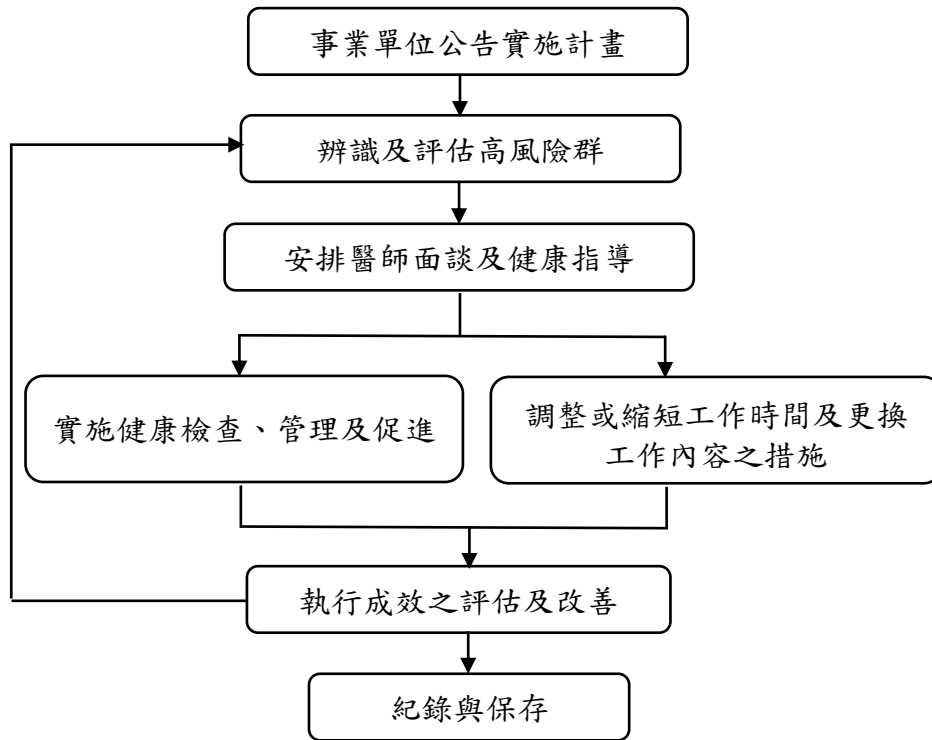 事業單位公告實施計畫
辨識及評估高風險群
安排醫師面談及健康指導
實施健康檢查、管理及促進
調整或縮短工作時間及更換
工作內容之措施
執行成效之評估及改善
紀錄與保存